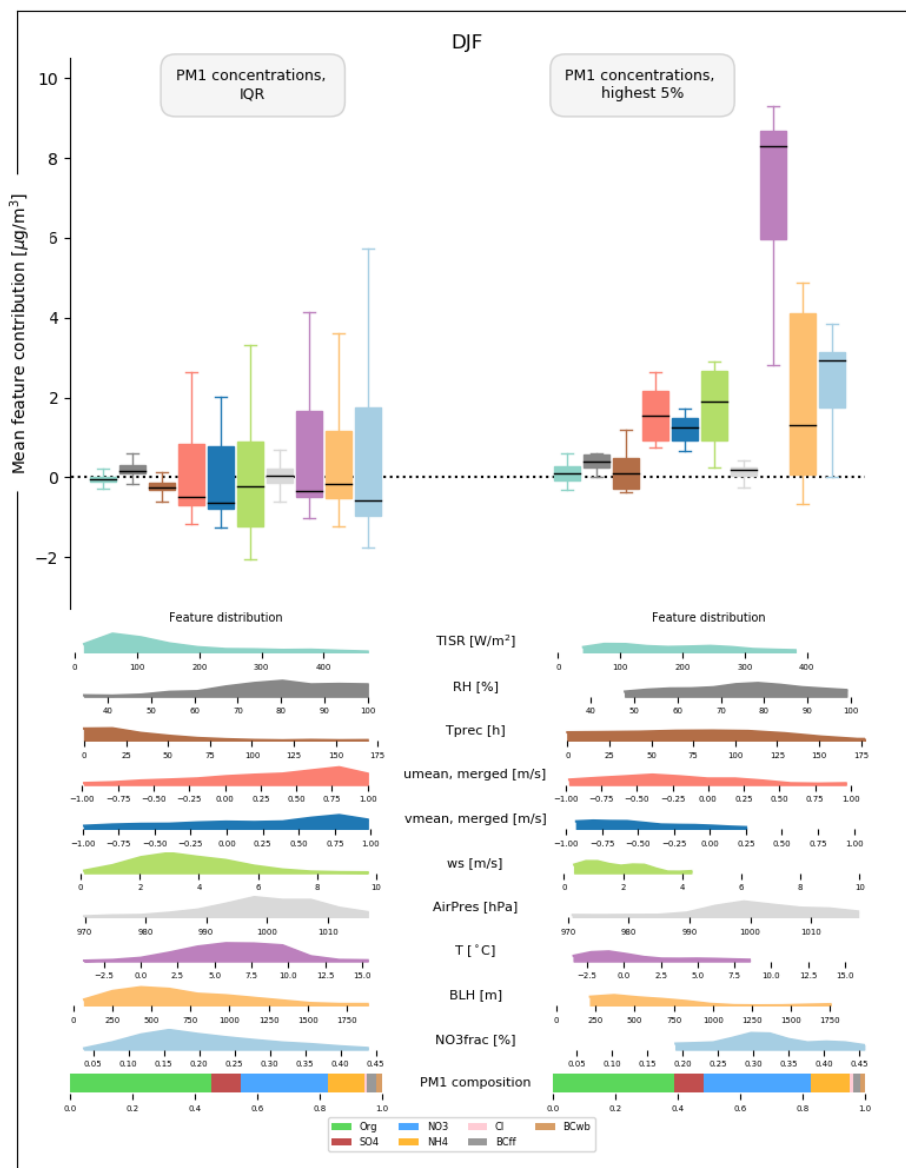 DJF
PM1 concentrations,
IQR
PM1 concentrations,
highest 5%
Mean feature contribution [μg/m³]
10
8
6
4
2
0
−2
Feature distribution
Feature distribution
TISR [W/m²]
0 100 200 300 400
0 100 200 300 400
RH [%]
40 50 60 70 80 90 100
40 50 60 70 80 90 100
Tprec [h]
0 25 50 75 100 125 150 175
0 25 50 75 100 125 150 175
umean, merged [m/s]
−1.00 −0.75 −0.50 −0.25 0.00 0.25 0.50 0.75 1.00
−1.00 −0.75 −0.50 −0.25 0.00 0.25 0.50 0.75 1.00
vmean, merged [m/s]
−1.00 −0.75 −0.50 −0.25 0.00 0.25 0.50 0.75 1.00
−1.00 −0.75 −0.50 −0.25 0.00 0.25 0.50 0.75 1.00
ws [m/s]
0 2 4 6 8 10
0 2 4 6 8 10
AirPres [hPa]
970 980 990 1000 1010
970 980 990 1000 1010
T [˚C]
−2.5 0.0 2.5 5.0 7.5 10.0 12.5 15.0
−2.5 0.0 2.5 5.0 7.5 10.0 12.5 15.0
BLH [m]
0 250 500 750 1000 1250 1500 1750
0 250 500 750 1000 1250 1500 1750
NO3frac [%]
0.05 0.10 0.15 0.20 0.25 0.30 0.35 0.40 0.45
0.05 0.10 0.15 0.20 0.25 0.30 0.35 0.40 0.45
PM1 composition
0.0 0.2 0.4 0.6 0.8 1.0
0.0 0.2 0.4 0.6 0.8 1.0
Org NO3 Cl BCwb
SO4 NH4 BCff